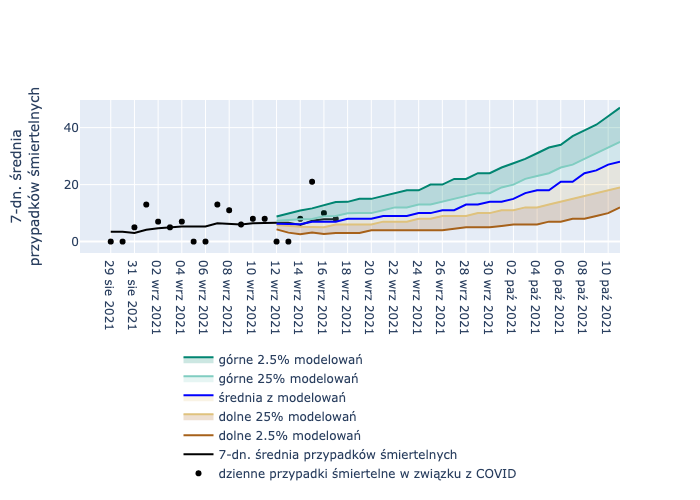 7-dn. średnia
przypadków śmiertelnych
40
20
0
29 sie 2021
31 sie 2021
02 wrz 2021
04 wrz 2021
06 wrz 2021
08 wrz 2021
10 wrz 2021
12 wrz 2021
14 wrz 2021
16 wrz 2021
18 wrz 2021
20 wrz 2021
22 wrz 2021
24 wrz 2021
26 wrz 2021
28 wrz 2021
30 wrz 2021
02 paź 2021
04 paź 2021
06 paź 2021
08 paź 2021
10 paź 2021
górne 2.5% modelowań
górne 25% modelowań
średnia z modelowań
dolne 25% modelowań
dolne 2.5% modelowań
7-dn. średnia przypadków śmiertelnych
dzienne przypadki śmiertelne w związku z COVID